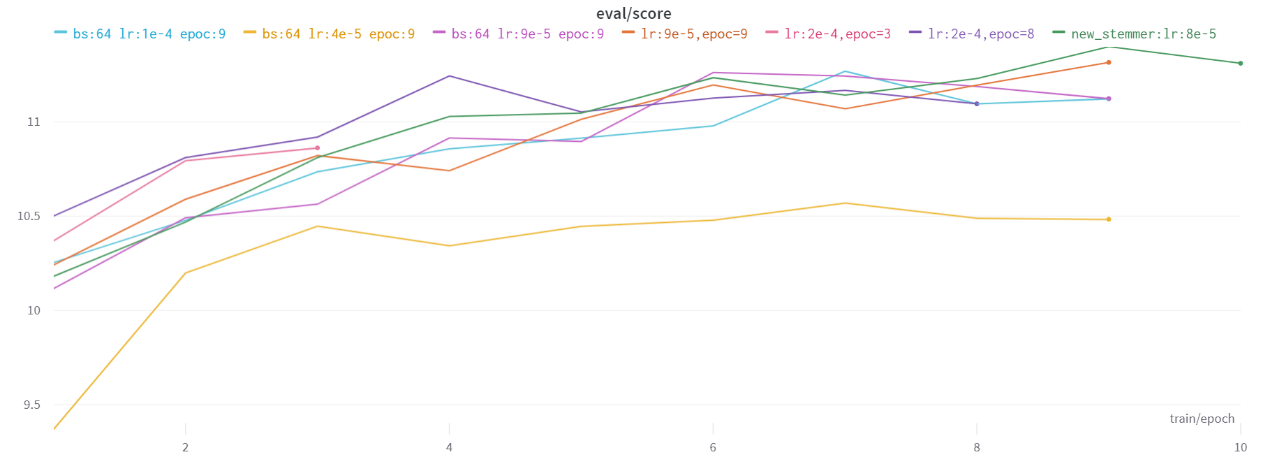 eval/score
bs:64 lr:1e-4 epoc:9 bs:64 lr:4e-5 epoc:9 bs:64 lr:9e-5 epoc:9 lr:9e-5,epoc=9 lr:2e-4,epoc=3 lr:2e-4,epoc=8 new_stemmer:lr:8e-5
11
10.5
10
9.5
train/epoch
2 4 6 8 10